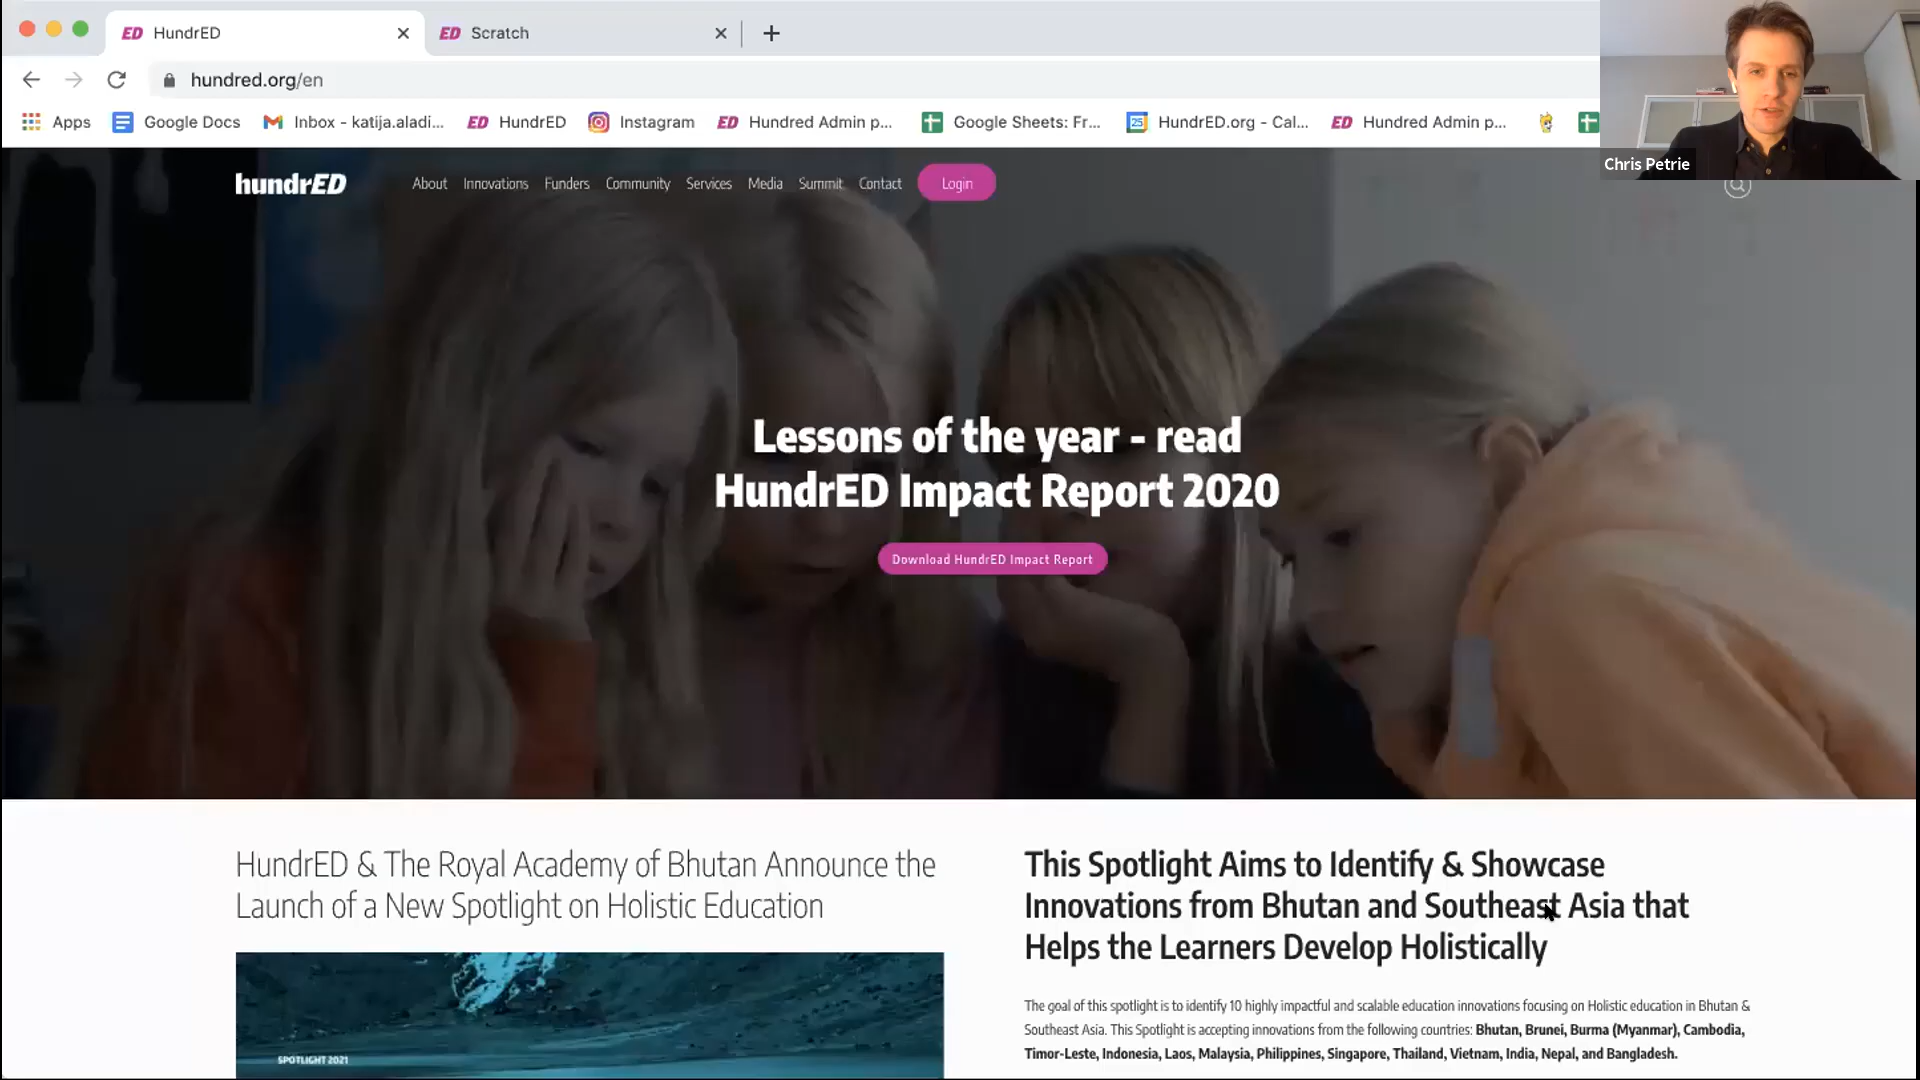 ED HundrED
ED Scratch
hundred.org/en
Apps
Google Docs
Inbox - katija.aladi...
ED HundrED
Instagram
ED Hundred Admin p...
Google Sheets: Fr...
25 HundrED.org - Cal...
ED Hundred Admin p...
Chris Petrie
hundrED
About Innovations Funders Community Services Media Summit Contact Login
Lessons of the year - read
HundrED Impact Report 2020
Download HundrED Impact Report
HundrED & The Royal Academy of Bhutan Announce the
Launch of a New Spotlight on Holistic Education
SPOTLIGHT 2021
This Spotlight Aims to Identify & Showcase
Innovations from Bhutan and Southeast Asia that
Helps the Learners Develop Holistically
The goal of this spotlight is to identify 10 highly impactful and scalable education innovations focusing on Holistic education in Bhutan &
Southeast Asia. This Spotlight is accepting innovations from the following countries: Bhutan, Brunei, Burma (Myanmar), Cambodia,
Timor-Leste, Indonesia, Laos, Malaysia, Philippines, Singapore, Thailand, Vietnam, India, Nepal, and Bangladesh.